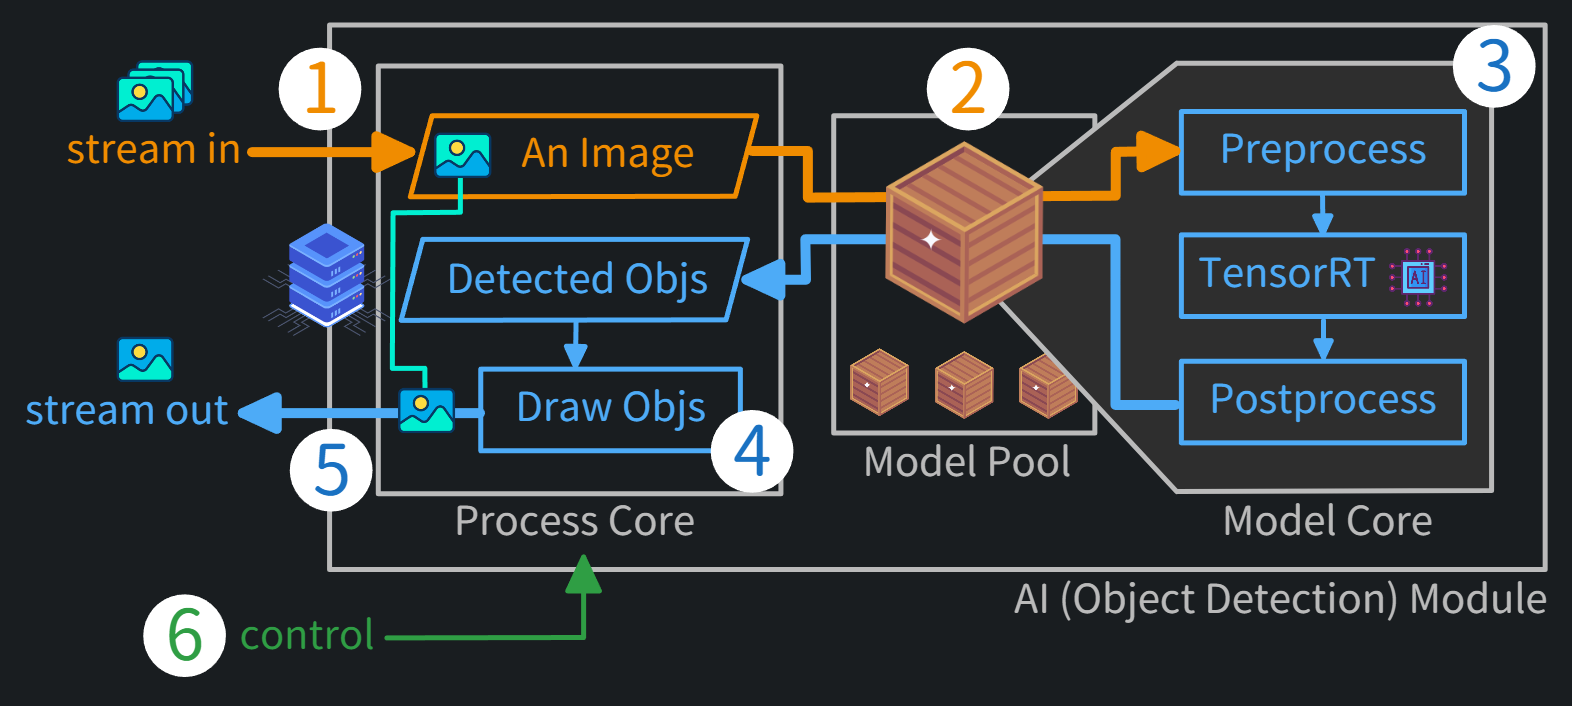 1
2
3
stream in
An Image
Preprocess
Detected Objs
TensorRT
AI
stream out
Draw Objs
Postprocess
4
5
Model Pool
Process Core
Model Core
AI (Object Detection) Module
6
control